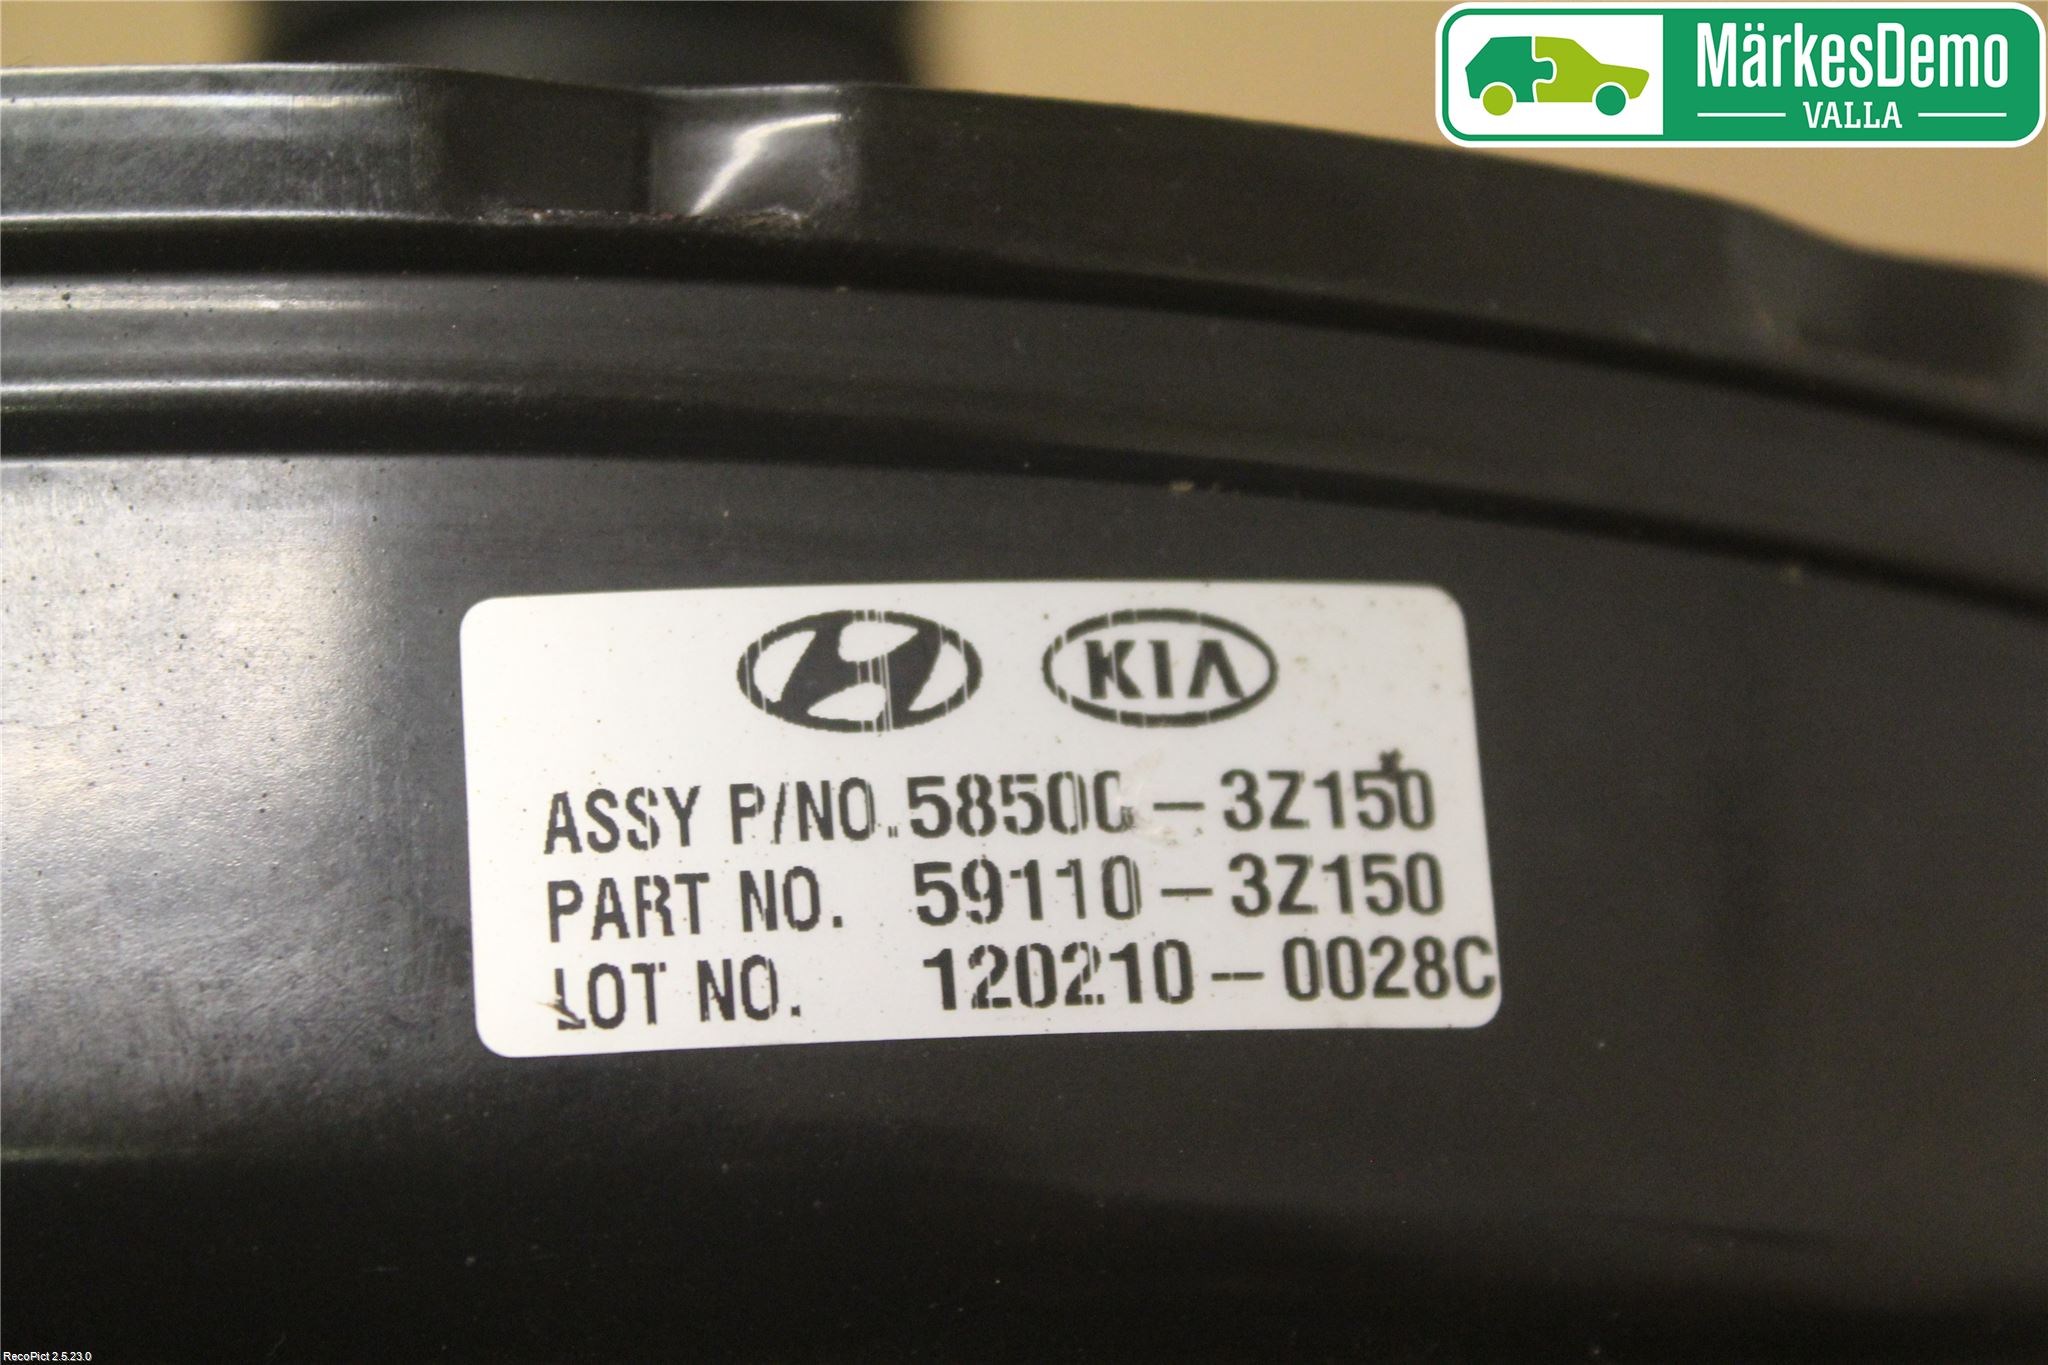 MärkesDemo
VALLA
KIA
ASSY P/NO. 58500-3Z150
PART NO. 59110-3Z150
LOT NO. 120210-0028C
RecoPict 2.5.23.0